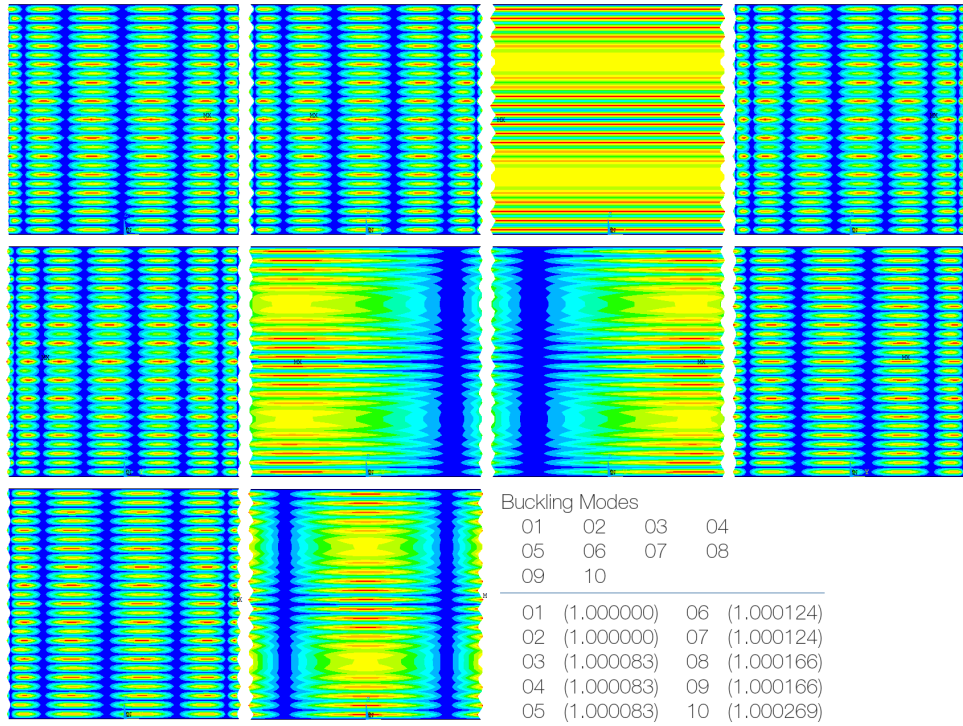 Buckling Modes
01 02 03 04
05 06 07 08
09 10
01 (1.000000) 06 (1.000124)
02 (1.000000) 07 (1.000124)
03 (1.000083) 08 (1.000166)
04 (1.000083) 09 (1.000166)
05 (1.000083) 10 (1.000269)